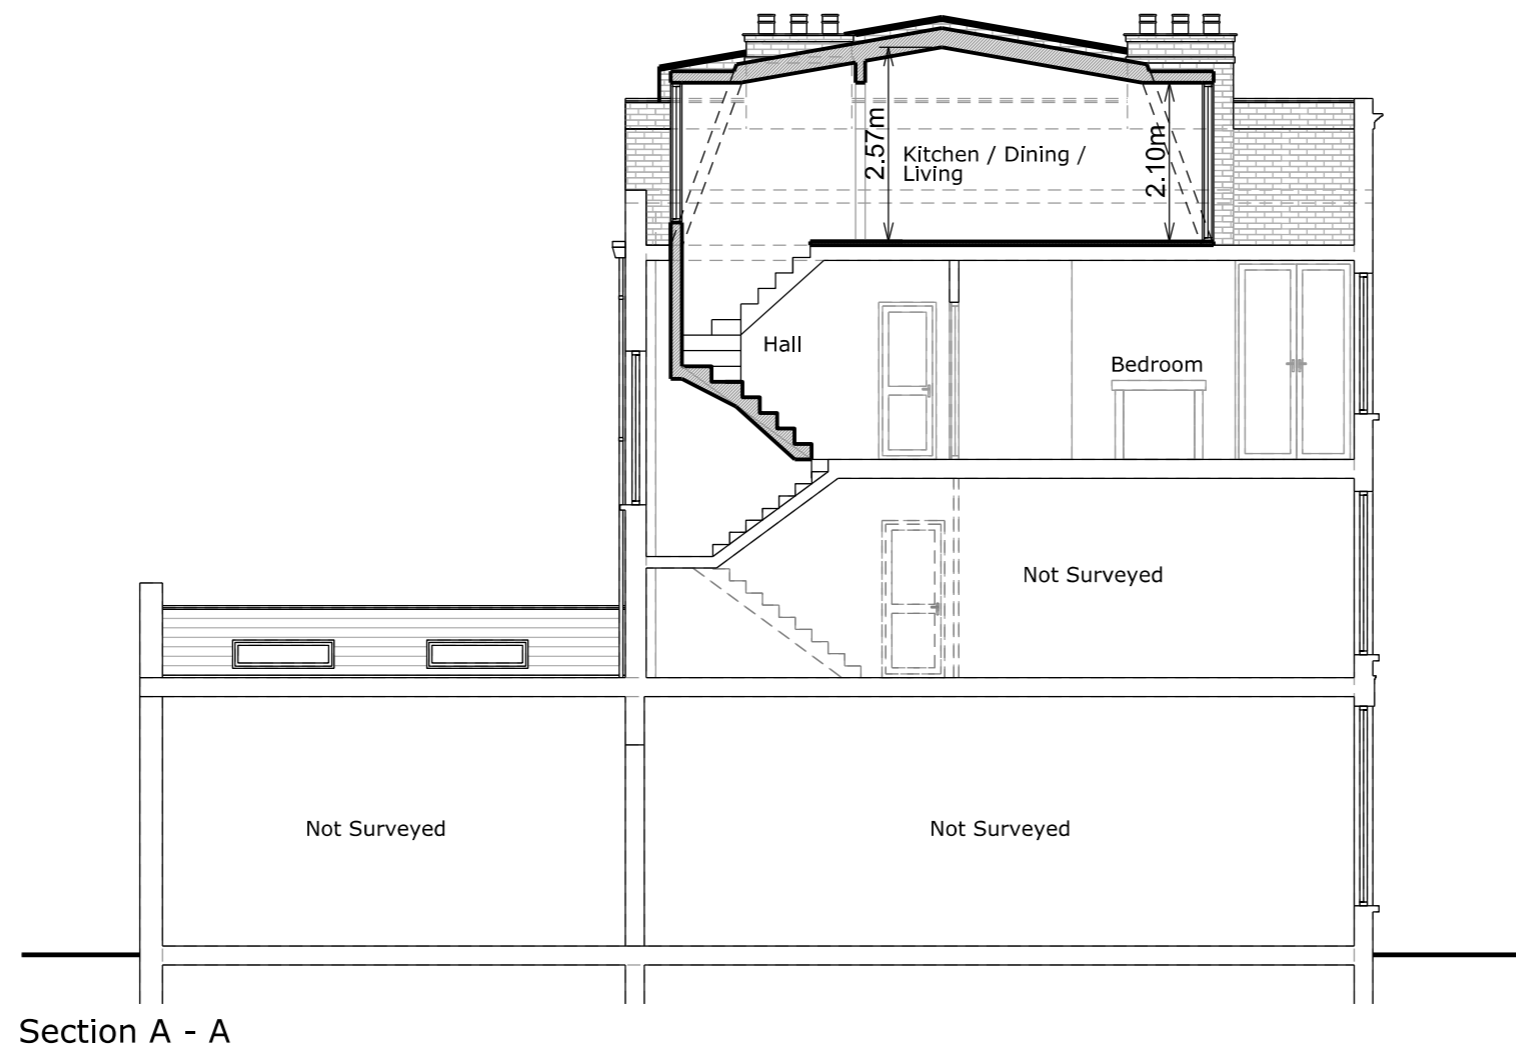 2.57m
Kitchen / Dining /
Living
2.10m
Hall
Bedroom
Not Surveyed
Not Surveyed
Not Surveyed
Section A - A